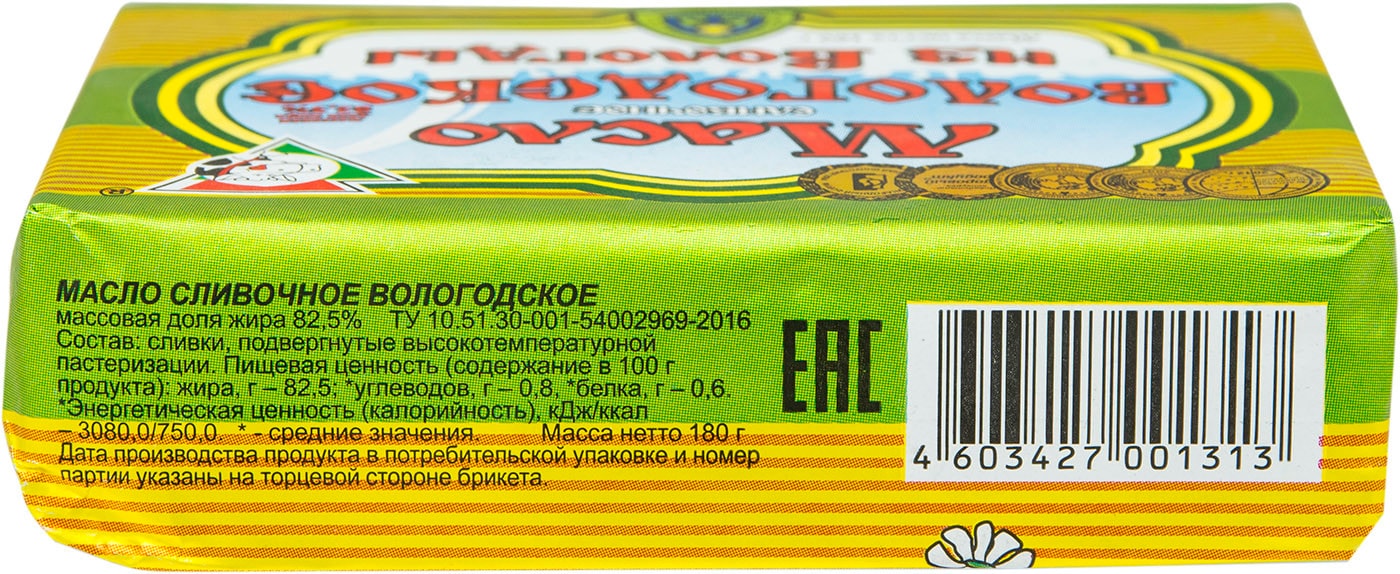 из Вологды
ВОЛОГОДСКОЕ
Масло
®
МАСЛО СЛИВОЧНОЕ ВОЛОГОДСКОЕ
массовая доля жира 82,5% ТУ 10.51.30-001-54002969-2016
Состав: сливки, подвергнутые высокотемпературной
пастеризации. Пищевая ценность (содержание в 100 г
продукта): жира, г – 82,5; *углеводов, г – 0,8, *белка, г – 0,6.
*Энергетическая ценность (калорийность), кДж/ккал
– 3080,0/750,0. * - средние значения. Масса нетто 180 г
Дата производства продукта в потребительской упаковке и номер
партии указаны на торцевой стороне брикета.
ЕАС
4 603427 001313